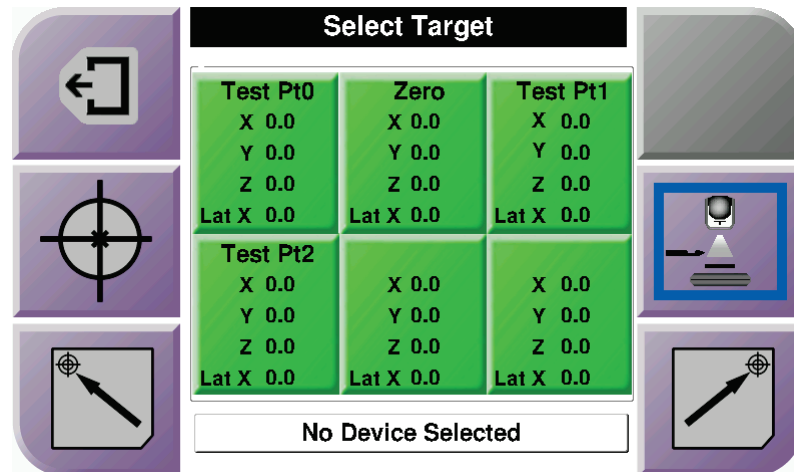 Select Target
Test Pt0 Zero Test Pt1
X 0.0 X 0.0 X 0.0
Y 0.0 Y 0.0 Y 0.0
Z 0.0 Z 0.0 Z 0.0
Lat X 0.0 Lat X 0.0 Lat X 0.0
Test Pt2
X 0.0 X 0.0 X 0.0
Y 0.0 Y 0.0 Y 0.0
Z 0.0 Z 0.0 Z 0.0
Lat X 0.0 Lat X 0.0 Lat X 0.0
No Device Selected